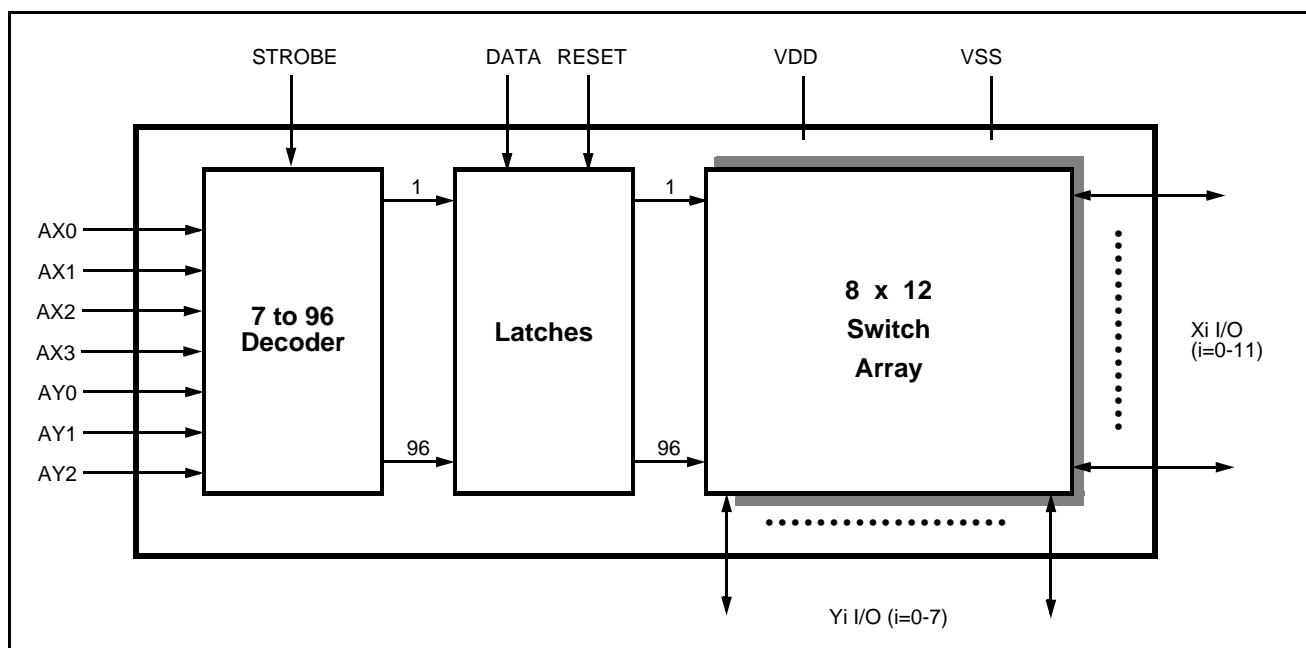 STROBE
DATA
RESET
VDD
VSS
AX0
AX1
AX2
AX3
AY0
AY1
AY2
7 to 96
Decoder
1
96
Latches
1
96
8 x 12
Switch
Array
Xi I/O
(i=0-11)
Yi I/O (i=0-7)